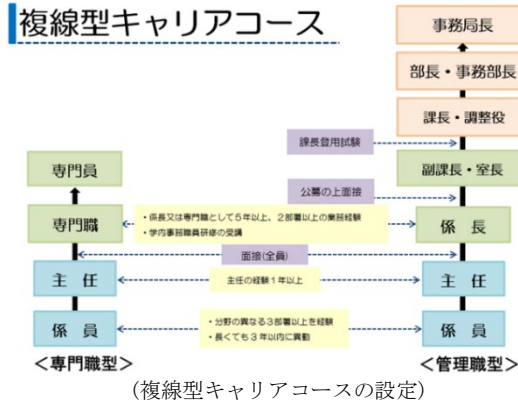 複線型キャリアコース
事務局長
部長・事務部長
課長・調整役
課長登用試験
専門員
副課長・室長
公募の上面接
専門職
・係長又は専門職として5年以上、2部署以上の業務経験
・学内事務職員研修の受講
係 長
面接(全員)
主 任
主任の経験1年以上
主 任
係 員
・分野の異なる3部署以上を経験
・長くても3年以内に異動
係 員
<専門職型>
<管理職型>
(複線型キャリアコースの設定)